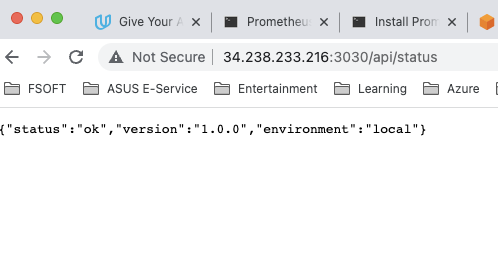 Give Your A
Prometheu
Install Prom
Not Secure | 34.238.233.216:3030/api/status
FSOFT ASUS E-Service Entertainment Learning Azure
{"status":"ok","version":"1.0.0","environment":"local"}